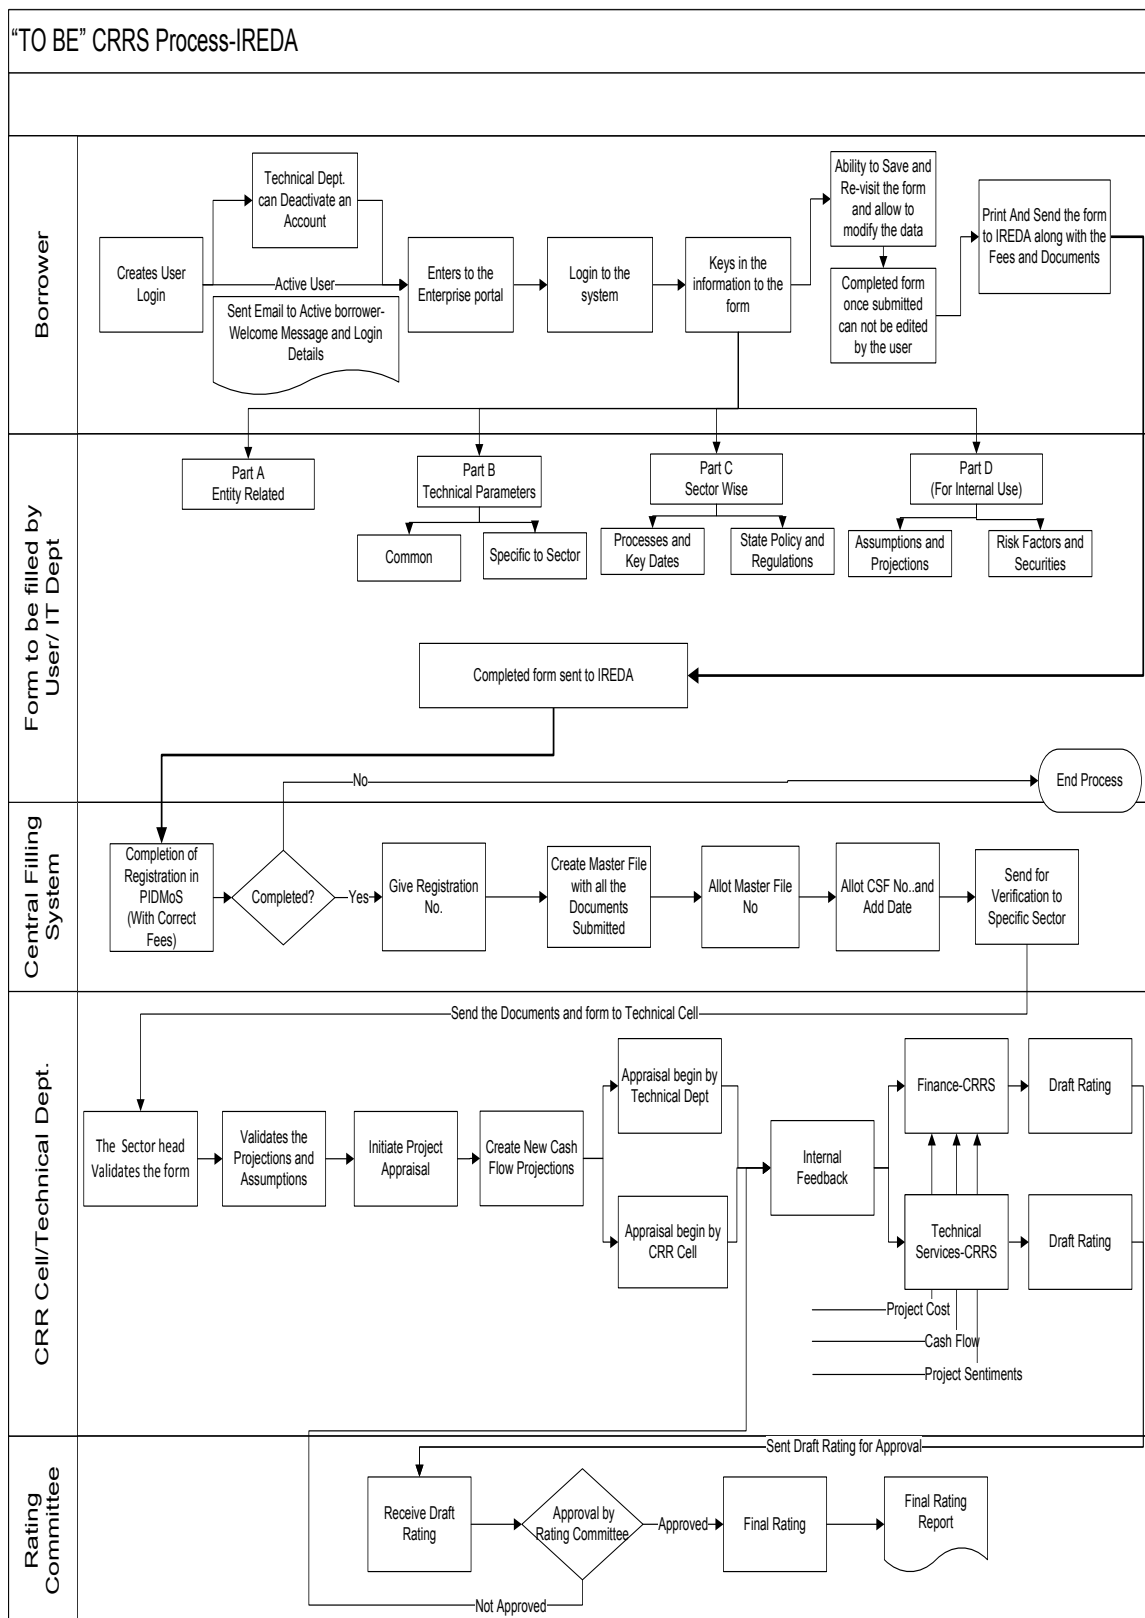 “TO BE” CRRS Process-IREDA
Borrower
Creates User
Login
Technical Dept.
can Deactivate an
Account
Active User
Sent Email to Active borrower-
Welcome Message and Login
Details
Enters to the
Enterprise portal
Login to the
system
Keys in the
information to the
form
Ability to Save and
Re-visit the form
and allow to
modify the data
Completed form
once submitted
can not be edited
by the user
Print And Send the form
to IREDA along with the
Fees and Documents
Form to be filled by
User/ IT Dept
Part A
Entity Related
Part B
Technical Parameters
Common
Specific to Sector
Part C
Sector Wise
Processes and
Key Dates
State Policy and
Regulations
Part D
(For Internal Use)
Assumptions and
Projections
Risk Factors and
Securities
Completed form sent to IREDA
No
End Process
Central Filling
System
Completion of
Registration in
PIDMoS
(With Correct
Fees)
Completed?
Yes
Give Registration
No.
Create Master File
with all the
Documents
Submitted
Allot Master File
No
Allot CSF No..and
Add Date
Send for
Verification to
Specific Sector
CRR Cell/Technical Dept.
Send the Documents and form to Technical Cell
The Sector head
Validates the form
Validates the
Projections and
Assumptions
Initiate Project
Appraisal
Create New Cash
Flow Projections
Appraisal begin by
Technical Dept
Appraisal begin by
CRR Cell
Internal
Feedback
Finance-CRRS
Draft Rating
Technical
Services-CRRS
Draft Rating
Project Cost
Cash Flow
Project Sentiments
Rating
Committee
Sent Draft Rating for Approval
Receive Draft
Rating
Approval by
Rating Committee
Approved
Final Rating
Final Rating
Report
Not Approved